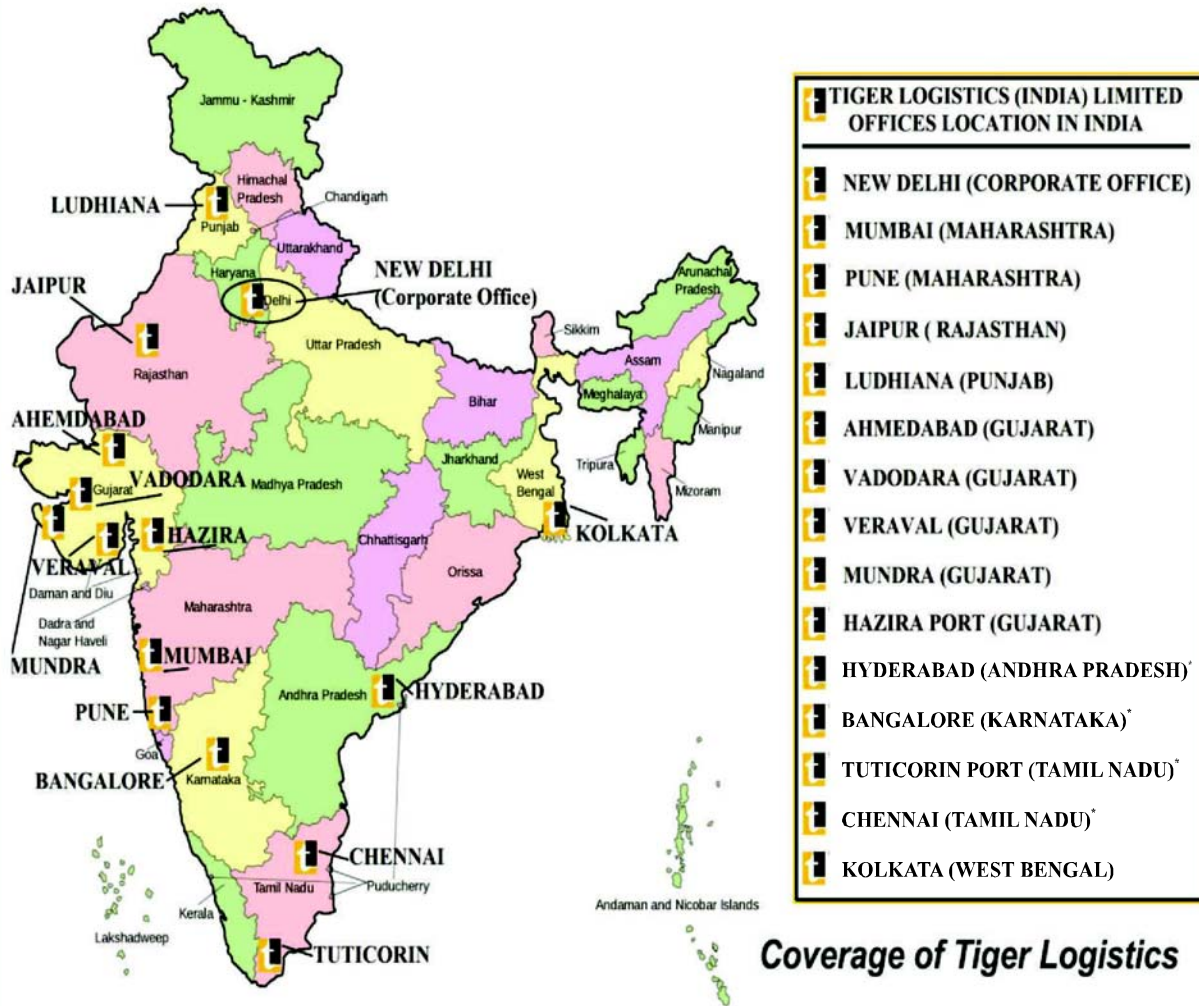 Jammu - Kashmir
Himachal
Pradesh
Chandigarh
LUDHIANA
Punjab
Uttarakhand
Haryana
NEW DELHI
(Corporate Office)
JAIPUR
Delhi
Arunachal
Pradesh
Sikkim
Uttar Pradesh
Assam
Rajasthan
Nagaland
Meghalaya
Bihar
AHEMDABAD
Manipur
Jharkhand
Tripura
VADODARA
Gujarat
Madhya Pradesh
West
Bengal
Mizoram
HAZIRA
KOLKATA
Chhattisgarh
VERAVAL
Orissa
Daman and Diu
Maharashtra
Dadra and
Nagar Haveli
MUNDRA
MUMBAI
Andhra Pradesh
HYDERABAD
PUNE
Goa
BANGALORE
Karnataka
CHENNAI
Tamil Nadu
Puducherry
Kerala
Lakshadweep
Andaman and Nicobar Islands
TUTICORIN
t TIGER LOGISTICS (INDIA) LIMITED
OFFICES LOCATION IN INDIA
t NEW DELHI (CORPORATE OFFICE)
t MUMBAI (MAHARASHTRA)
t PUNE (MAHARASHTRA)
t JAIPUR ( RAJASTHAN)
t LUDHIANA (PUNJAB)
t AHMEDABAD (GUJARAT)
t VADODARA (GUJARAT)
t VERAVAL (GUJARAT)
t MUNDRA (GUJARAT)
t HAZIRA PORT (GUJARAT)
t HYDERABAD (ANDHRA PRADESH)*
t BANGALORE (KARNATAKA)*
t TUTICORIN PORT (TAMIL NADU)*
t CHENNAI (TAMIL NADU)*
t KOLKATA (WEST BENGAL)
Coverage of Tiger Logistics